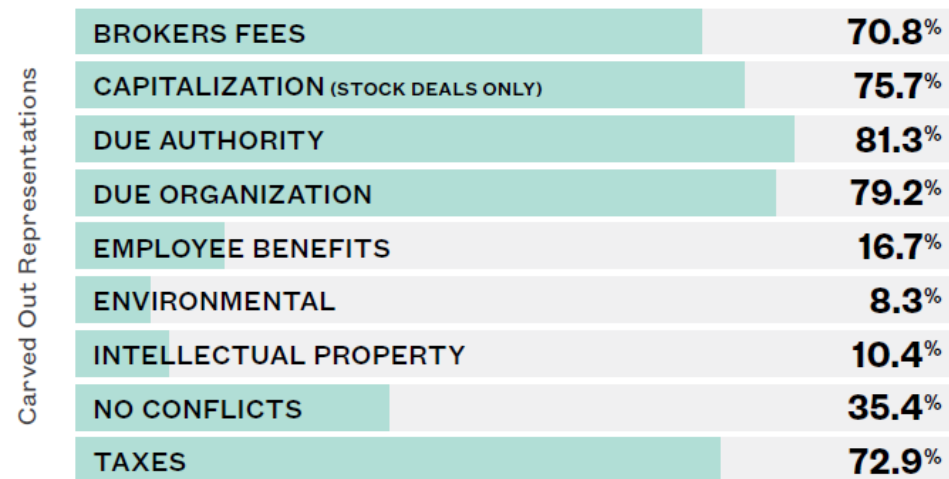 Carved Out Representations
BROKERS FEES 70.8%
CAPITALIZATION (STOCK DEALS ONLY) 75.7%
DUE AUTHORITY 81.3%
DUE ORGANIZATION 79.2%
EMPLOYEE BENEFITS 16.7%
ENVIRONMENTAL 8.3%
INTELLECTUAL PROPERTY 10.4%
NO CONFLICTS 35.4%
TAXES 72.9%